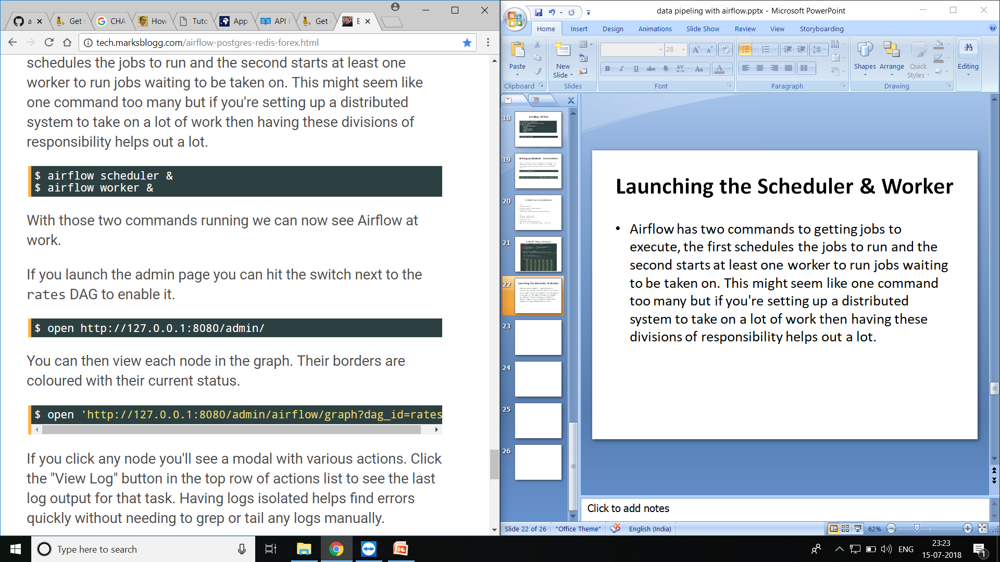 a
Get
CHA
How
Tuto
App
API
Get
E
tech.marksblogg.com/airflow-postgres-redis-forex.html
schedules the jobs to run and the second starts at least one
worker to run jobs waiting to be taken on. This might seem like
one command too many but if you're setting up a distributed
system to take on a lot of work then having these divisions of
responsibility helps out a lot.
$ airflow scheduler &
$ airflow worker &
With those two commands running we can now see Airflow at
work.
If you launch the admin page you can hit the switch next to the
rates DAG to enable it.
$ open http://127.0.0.1:8080/admin/
You can then view each node in the graph. Their borders are
coloured with their current status.
$ open 'http://127.0.0.1:8080/admin/airflow/graph?dag_id=rates
If you click any node you'll see a modal with various actions. Click
the "View Log" button in the top row of actions list to see the last
log output for that task. Having logs isolated helps find errors
quickly without needing to grep or tail any logs manually.
data pipeling with airflow.pptx - Microsoft PowerPoint
Home Insert Design Animations Slide Show Review View Storyboarding
Paste
New
Slide
28
B I U abc S AV Aa A
Shapes Arrange Quick
Styles
Editing
Clipboard Slides Font Paragraph Drawing
18
Installing Airflow
19
Setting up Database Connections
20
Create two connections
21
CREATE DAG (rates.py)
22
Launching the Scheduler & Worker
23
24
25
26
Launching the Scheduler & Worker
• Airflow has two commands to getting jobs to
execute, the first schedules the jobs to run and the
second starts at least one worker to run jobs waiting
to be taken on. This might seem like one command
too many but if you're setting up a distributed
system to take on a lot of work then having these
divisions of responsibility helps out a lot.
Click to add notes
Slide 22 of 26 "Office Theme" English (India) 62%
Type here to search
ENG
23:23
15-07-2018
1